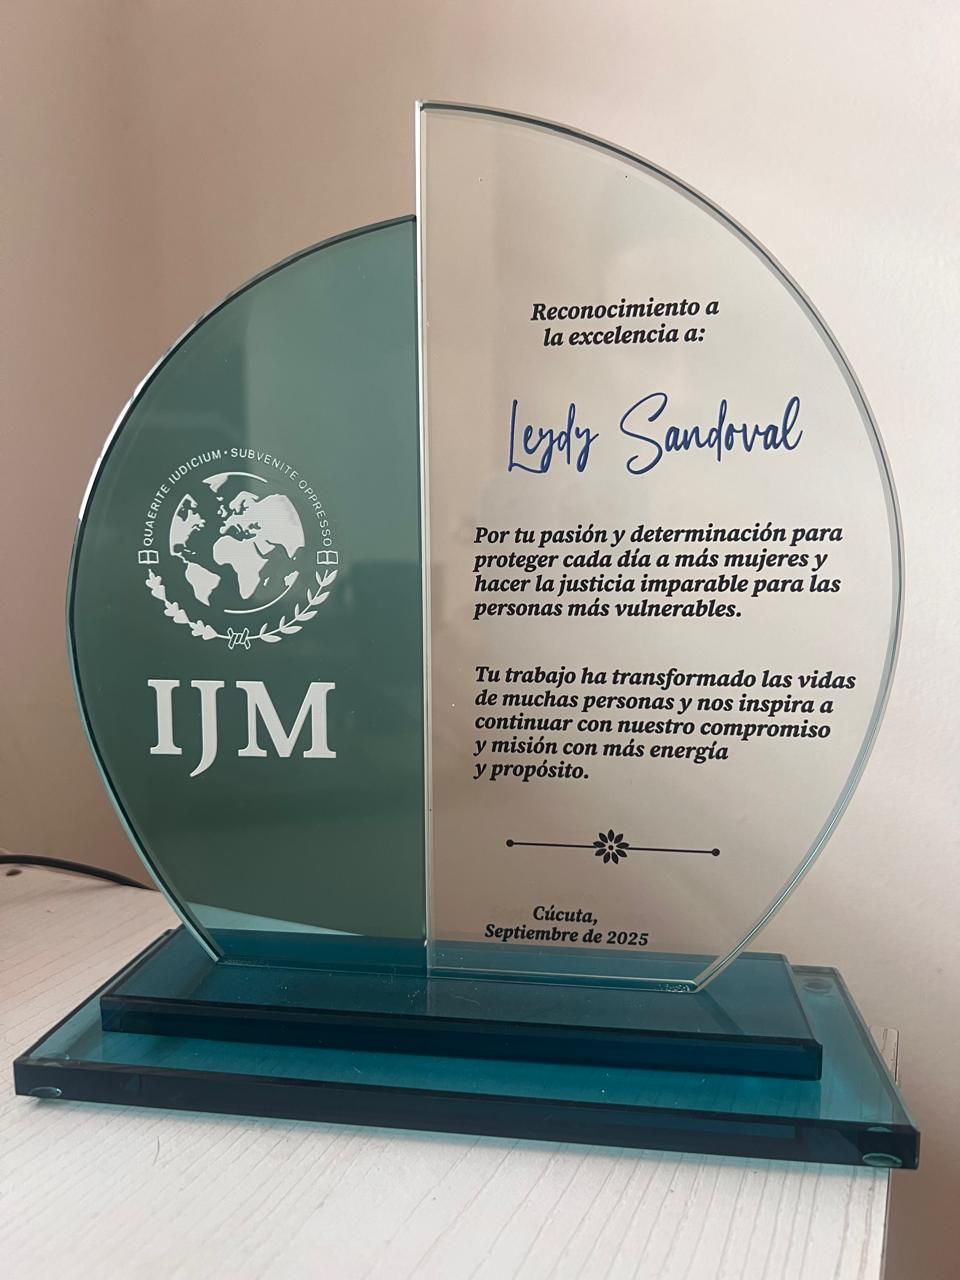 QUAERITE IUDICIUM • SUBVENITE OPPRESSO
IJM
Reconocimiento a
la excelencia a:
Leydy Sandoval
Por tu pasión y determinación para
proteger cada día a más mujeres y
hacer la justicia imparable para las
personas más vulnerables.
Tu trabajo ha transformado las vidas
de muchas personas y nos inspira a
continuar con nuestro compromiso
y misión con más energía
y propósito.
Cúcuta,
Septiembre de 2025